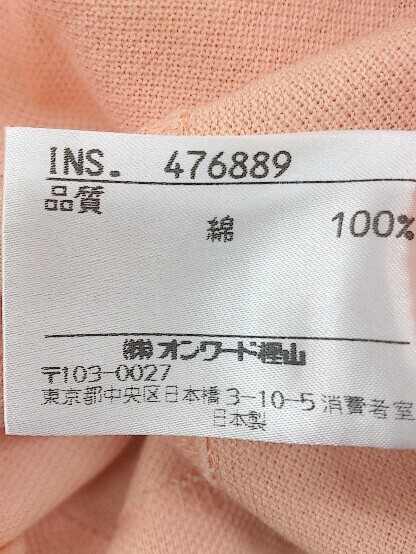 INS. 476889
品質
綿 100%
㈱オンワード樫山
〒103-0027
東京都中央区日本橋3-10-5消費者室
日本製